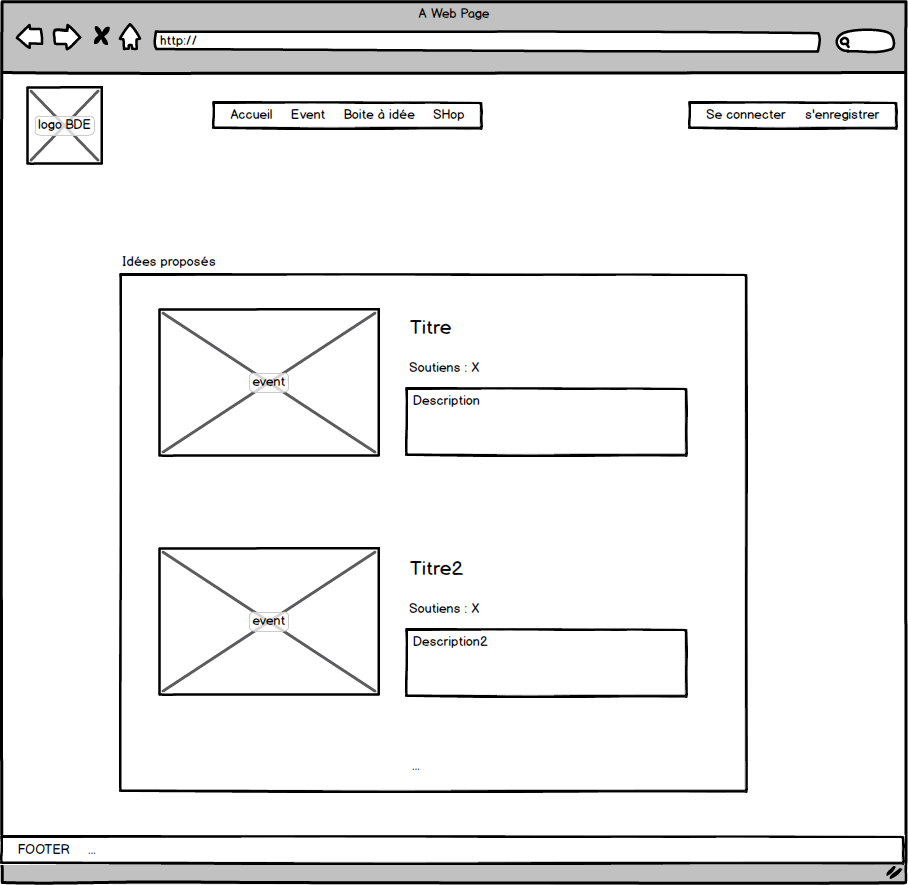 A Web Page
http://
logo BDE
Accueil Event Boite à idée SHop
Se connecter s'enregistrer
Idées proposés
event
Titre
Soutiens : X
Description
event
Titre2
Soutiens : X
Description2
...
FOOTER ...